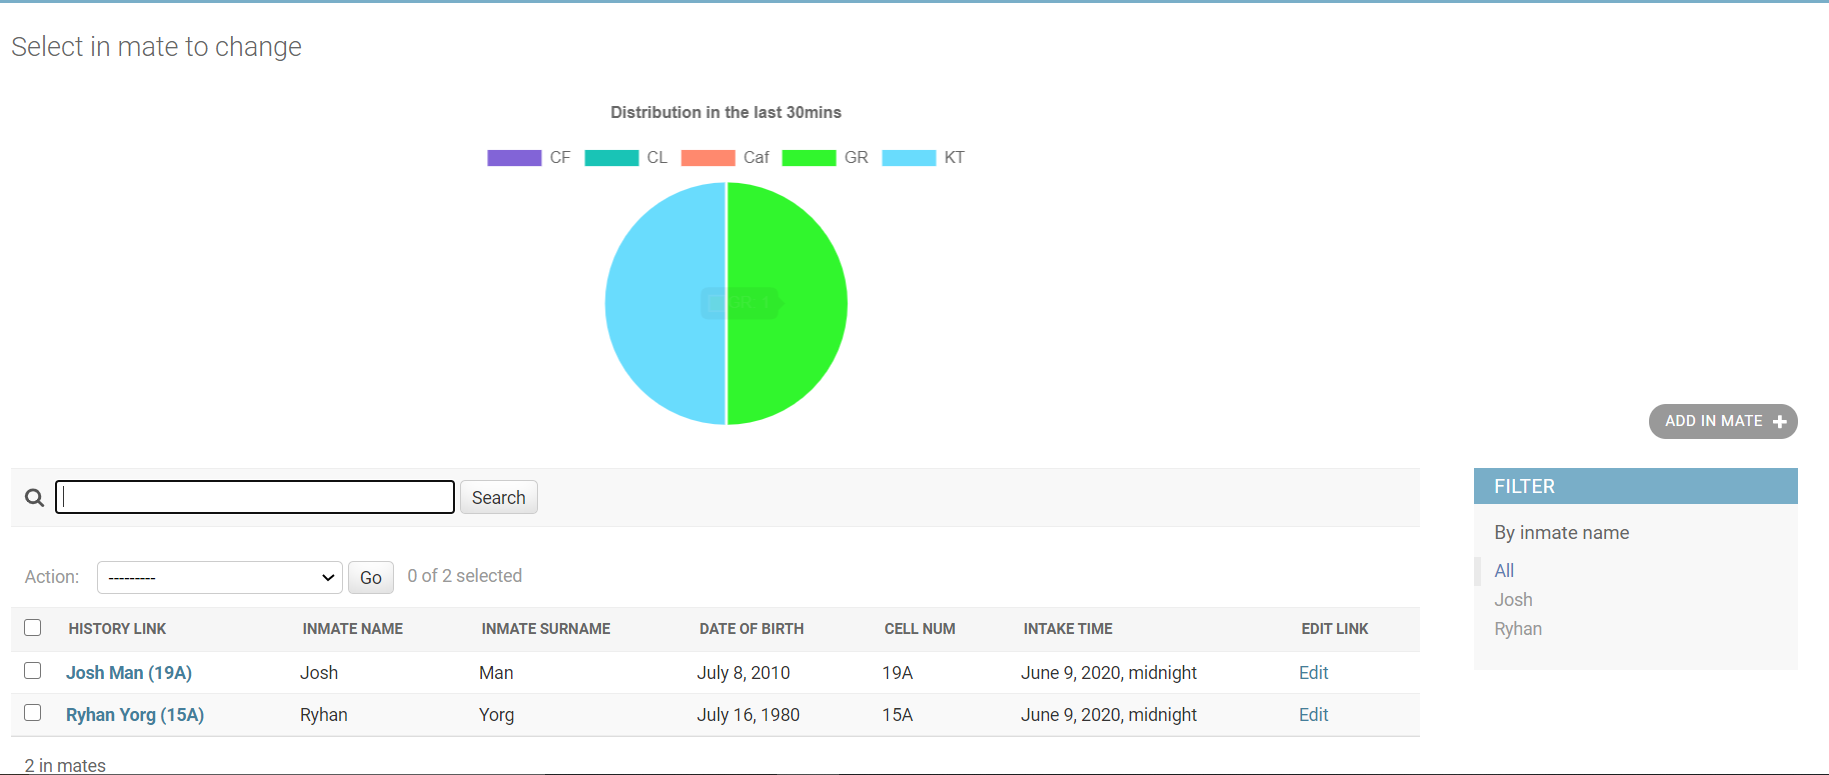 Select in mate to change
Distribution in the last 30mins
CF CL Caf GR KT
GR: 1
ADD IN MATE +
Search
FILTER
By inmate name
All
Josh
Ryhan
Action: --------- Go 0 of 2 selected
HISTORY LINK INMATE NAME INMATE SURNAME DATE OF BIRTH CELL NUM INTAKE TIME EDIT LINK
Josh Man (19A) Josh Man July 8, 2010 19A June 9, 2020, midnight Edit
Ryhan Yorg (15A) Ryhan Yorg July 16, 1980 15A June 9, 2020, midnight Edit
2 in mates